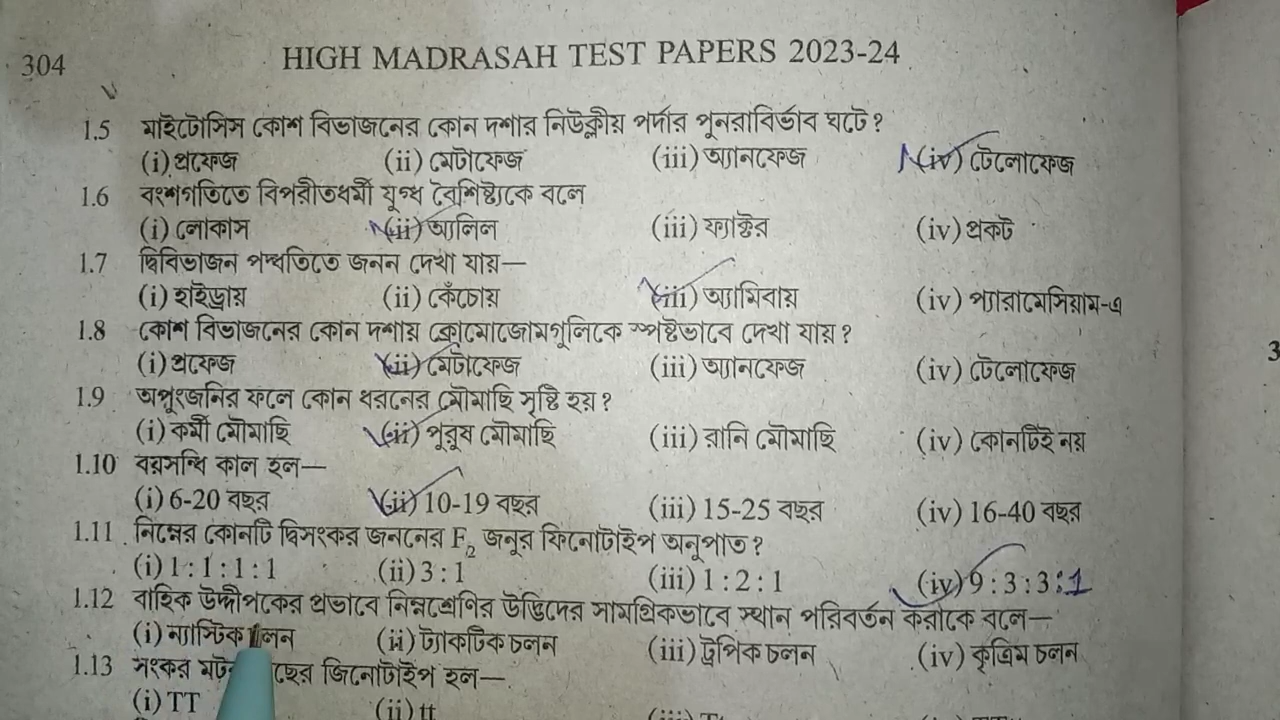 304 HIGH MADRASAH TEST PAPERS 2023-24
1.5 মাইটোসিস কোশ বিভাজনের কোন দশার নিউক্লীয় পর্দার পুনরাবির্ভাব ঘটে?
(i) প্রফেজ (ii) মেটাফেজ (iii) অ্যানফেজ (iv) টেলোফেজ
1.6 বংশগতিতে বিপরীতধর্মী যুগ্ম বৈশিষ্ট্যকে বলে
(i) লোকাস (ii) অ্যালিল (iii) ফ্যাক্টর (iv) প্রকট
1.7 দ্বিবিভাজন পদ্ধতিতে জনন দেখা যায়—
(i) হাইড্রায় (ii) কেঁচোয় (iii) অ্যামিবায় (iv) প্যারামেসিয়াম-এ
1.8 কোশ বিভাজনের কোন দশায় ক্রোমোজোমগুলিকে স্পষ্টভাবে দেখা যায়?
(i) প্রফেজ (ii) মেটাফেজ (iii) অ্যানফেজ (iv) টেলোফেজ
3
1.9 অপুংজনির ফলে কোন ধরনের মৌমাছি সৃষ্টি হয়?
(i) কর্মী মৌমাছি (ii) পুরুষ মৌমাছি (iii) রানি মৌমাছি (iv) কোনটিই নয়
1.10 বয়সন্ধি কাল হল—
(i) 6-20 বছর (ii) 10-19 বছর (iii) 15-25 বছর (iv) 16-40 বছর
1.11 নিম্নের কোনটি দ্বিসংকর জননের F₂ জনুর ফিনোটাইপ অনুপাত?
(i) 1 : 1 : 1 : 1 (ii) 3 : 1 (iii) 1 : 2 : 1 (iv) 9 : 3 : 3 : 1
1.12 বাহিক উদ্দীপকের প্রভাবে নিম্নশ্রেণির উদ্ভিদের সামগ্রিকভাবে স্থান পরিবর্তন করাকে বলে—
(i) ন্যাস্টিক (ii) ট্যাকটিক চলন (iii) ট্রপিক চলন (iv) কৃত্রিম চলন
1.13 সংকর জিনোটাইপ হল—
(i) TT (ii) tt (iii)